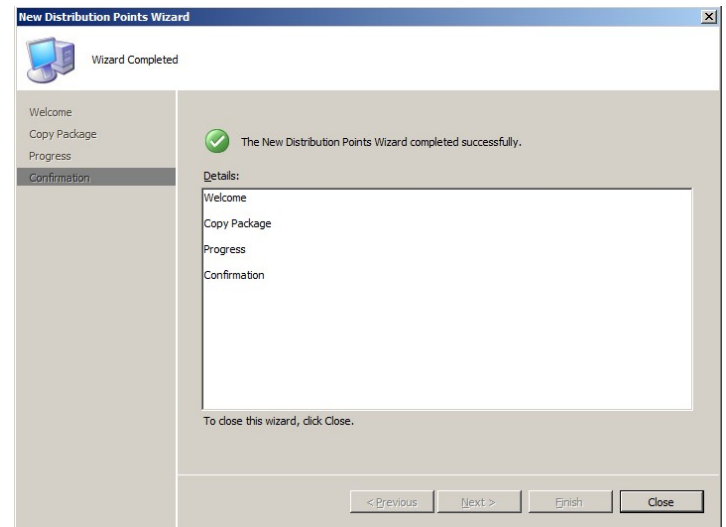 New Distribution Points Wizard
Wizard Completed
Welcome
Copy Package
Progress
Confirmation
The New Distribution Points Wizard completed successfully.
Details:
Welcome
Copy Package
Progress
Confirmation
To close this wizard, click Close.
< Previous
Next >
Finish
Close